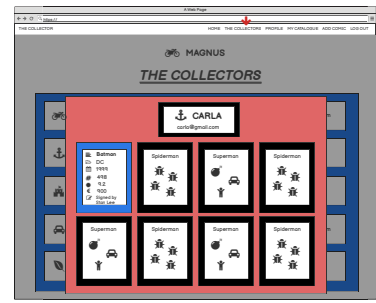 A Web Page
https://
THE COLLECTOR HOME THE COLLECTORS PROFILE MY CATALOGUE ADD COMIC LOG OUT
MAGNUS
THE COLLECTORS
CARLA
carla@gmail.com
Batman
DC
1999
498
9.2
900
Signed by
Stan Lee
Spiderman
Superman
Spiderman
Superman
Spiderman
Superman
Spiderman